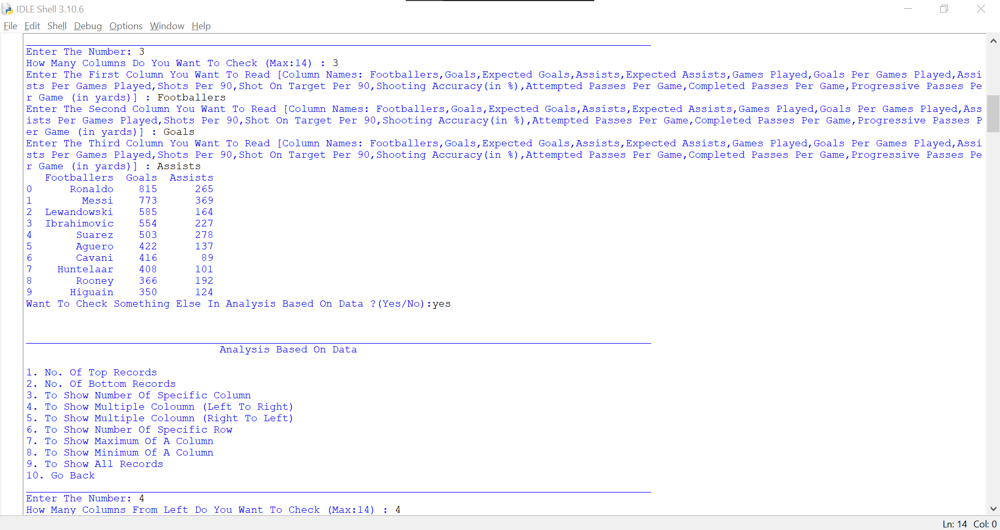 IDLE Shell 3.10.6
File Edit Shell Debug Options Window Help
Enter The Number: 3
How Many Columns Do You Want To Check (Max:14) : 3
Enter The First Column You Want To Read [Column Names: Footballers,Goals,Expected Goals,Assists,Expected Assists,Games Played,Goals Per Games Played,Assi
sts Per Games Played,Shots Per 90,Shot On Target Per 90,Shooting Accuracy(in %),Attempted Passes Per Game,Completed Passes Per Game,Progressive Passes Pe
r Game (in yards)] : Footballers
Enter The Second Column You Want To Read [Column Names: Footballers,Goals,Expected Goals,Assists,Expected Assists,Games Played,Goals Per Games Played,Ass
ists Per Games Played,Shots Per 90,Shot On Target Per 90,Shooting Accuracy(in %),Attempted Passes Per Game,Completed Passes Per Game,Progressive Passes P
er Game (in yards)] : Goals
Enter The Third Column You Want To Read [Column Names: Footballers,Goals,Expected Goals,Assists,Expected Assists,Games Played,Goals Per Games Played,Assi
sts Per Games Played,Shots Per 90,Shot On Target Per 90,Shooting Accuracy(in %),Attempted Passes Per Game,Completed Passes Per Game,Progressive Passes Pe
r Game (in yards)] : Assists
Footballers Goals Assists
0 Ronaldo 815 265
1 Messi 773 369
2 Lewandowski 585 164
3 Ibrahimovic 554 227
4 Suarez 503 278
5 Aguero 422 137
6 Cavani 416 89
7 Huntelaar 408 101
8 Rooney 366 192
9 Higuain 350 124
Want To Check Something Else In Analysis Based On Data ?(Yes/No):yes
Analysis Based On Data
1. No. Of Top Records
2. No. Of Bottom Records
3. To Show Number Of Specific Column
4. To Show Multiple Coloumn (Left To Right)
5. To Show Multiple Coloumn (Right To Left)
6. To Show Number Of Specific Row
7. To Show Maximum Of A Column
8. To Show Minimum Of A Column
9. To Show All Records
10. Go Back
Enter The Number: 4
How Many Columns From Left Do You Want To Check (Max:14) : 4
Ln: 14 Col: 0